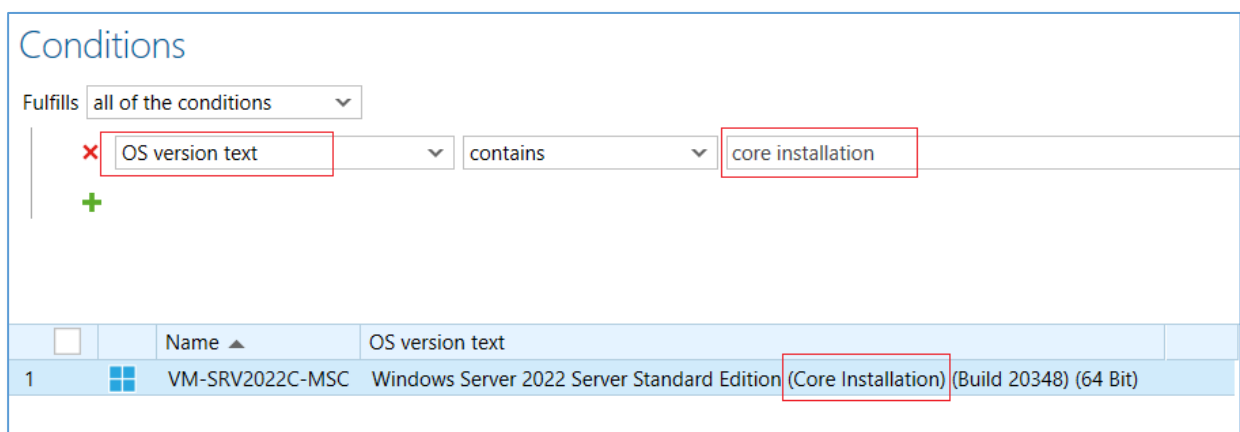 Conditions
Fulfills all of the conditions
OS version text contains core installation
Name OS version text
1 VM-SRV2022C-MSC Windows Server 2022 Server Standard Edition (Core Installation) (Build 20348) (64 Bit)